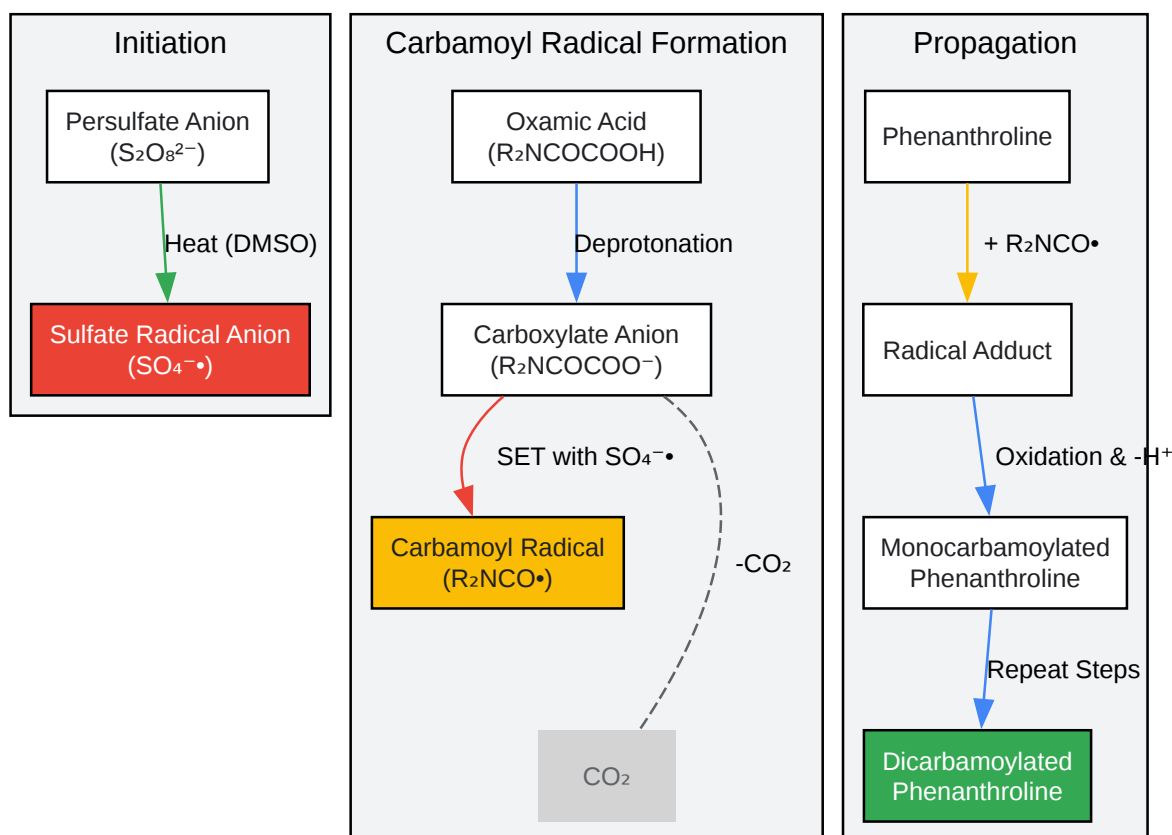 Initiation
Persulfate Anion
(S₂O₈²⁻)
Heat (DMSO)
Sulfate Radical Anion
(SO₄⁻•)
Carbamoyl Radical Formation
Oxamic Acid
(R₂NCOCOOH)
Deprotonation
Carboxylate Anion
(R₂NCOCOO⁻)
SET with SO₄⁻•
Carbamoyl Radical
(R₂NCO•)
-CO₂
CO₂
Propagation
Phenanthroline
+ R₂NCO•
Radical Adduct
Oxidation & -H⁺
Monocarbamoylated
Phenanthroline
Repeat Steps
Dicarbamoylated
Phenanthroline